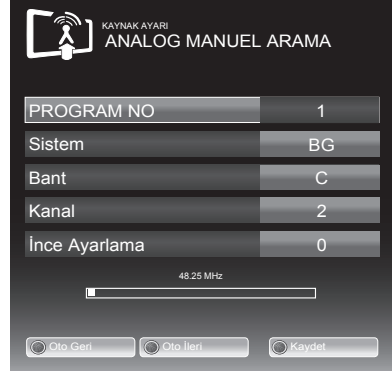 KAYNAK AYARI
ANALOG MANUEL ARAMA
PROGRAM NO 1
Sistem BG
Bant C
Kanal 2
İnce Ayarlama 0
48.25 MHz
Oto Geri Oto İleri Kaydet